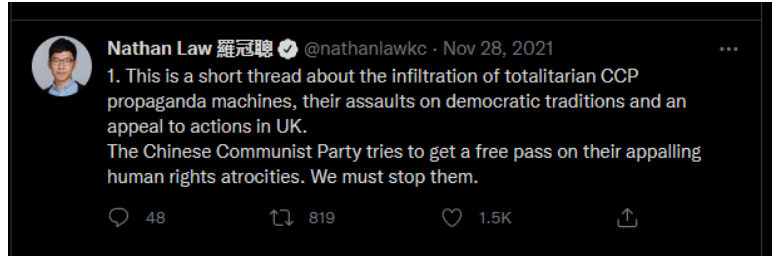 Nathan Law 羅冠聰 @nathanlawkc · Nov 28, 2021
1. This is a short thread about the infiltration of totalitarian CCP
propaganda machines, their assaults on democratic traditions and an
appeal to actions in UK.
The Chinese Communist Party tries to get a free pass on their appalling
human rights atrocities. We must stop them.
48 819 1.5K